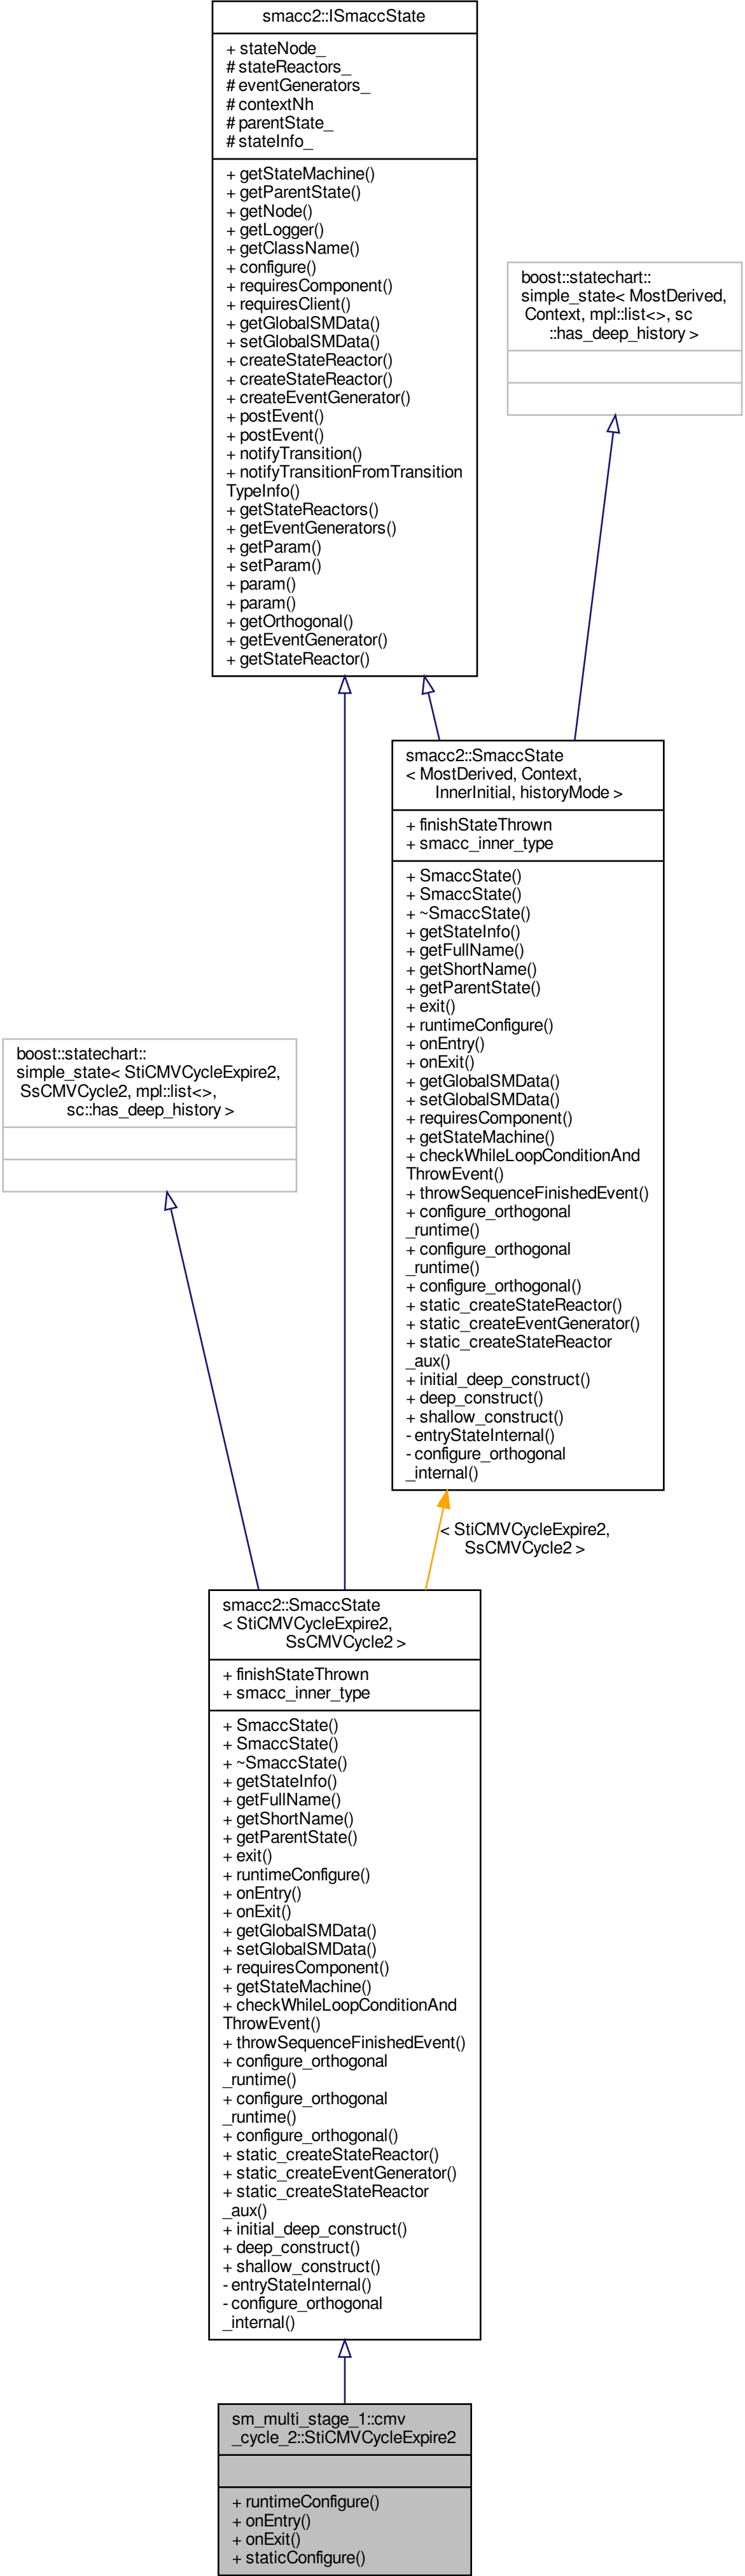 smacc2::ISmaccState
+ stateNode_
# stateReactors_
# eventGenerators_
# contextNh
# parentState_
# stateInfo_
+ getStateMachine()
+ getParentState()
+ getNode()
+ getLogger()
+ getClassName()
+ configure()
+ requiresComponent()
+ requiresClient()
+ getGlobalSMData()
+ setGlobalSMData()
+ createStateReactor()
+ createStateReactor()
+ createEventGenerator()
+ postEvent()
+ postEvent()
+ notifyTransition()
+ notifyTransitionFromTransition
TypeInfo()
+ getStateReactors()
+ getEventGenerators()
+ getParam()
+ setParam()
+ param()
+ param()
+ getOrthogonal()
+ getEventGenerator()
+ getStateReactor()
boost::statechart::
simple_state< MostDerived,
Context, mpl::list<>, sc
::has_deep_history >
smacc2::SmaccState
< MostDerived, Context,
InnerInitial, historyMode >
+ finishStateThrown
+ smacc_inner_type
+ SmaccState()
+ SmaccState()
+ ~SmaccState()
+ getStateInfo()
+ getFullName()
+ getShortName()
+ getParentState()
+ exit()
+ runtimeConfigure()
+ onEntry()
+ onExit()
+ getGlobalSMData()
+ setGlobalSMData()
+ requiresComponent()
+ getStateMachine()
+ checkWhileLoopConditionAnd
ThrowEvent()
+ throwSequenceFinishedEvent()
+ configure_orthogonal
_runtime()
+ configure_orthogonal
_runtime()
+ configure_orthogonal()
+ static_createStateReactor()
+ static_createEventGenerator()
+ static_createStateReactor
_aux()
+ initial_deep_construct()
+ deep_construct()
+ shallow_construct()
- entryStateInternal()
- configure_orthogonal
_internal()
boost::statechart::
simple_state< StiCMVCycleExpire2,
SsCMVCycle2, mpl::list<>,
sc::has_deep_history >
< StiCMVCycleExpire2,
SsCMVCycle2 >
smacc2::SmaccState
< StiCMVCycleExpire2,
SsCMVCycle2 >
+ finishStateThrown
+ smacc_inner_type
+ SmaccState()
+ SmaccState()
+ ~SmaccState()
+ getStateInfo()
+ getFullName()
+ getShortName()
+ getParentState()
+ exit()
+ runtimeConfigure()
+ onEntry()
+ onExit()
+ getGlobalSMData()
+ setGlobalSMData()
+ requiresComponent()
+ getStateMachine()
+ checkWhileLoopConditionAnd
ThrowEvent()
+ throwSequenceFinishedEvent()
+ configure_orthogonal
_runtime()
+ configure_orthogonal
_runtime()
+ configure_orthogonal()
+ static_createStateReactor()
+ static_createEventGenerator()
+ static_createStateReactor
_aux()
+ initial_deep_construct()
+ deep_construct()
+ shallow_construct()
- entryStateInternal()
- configure_orthogonal
_internal()
sm_multi_stage_1::cmv
_cycle_2::StiCMVCycleExpire2
+ runtimeConfigure()
+ onEntry()
+ onExit()
+ staticConfigure()